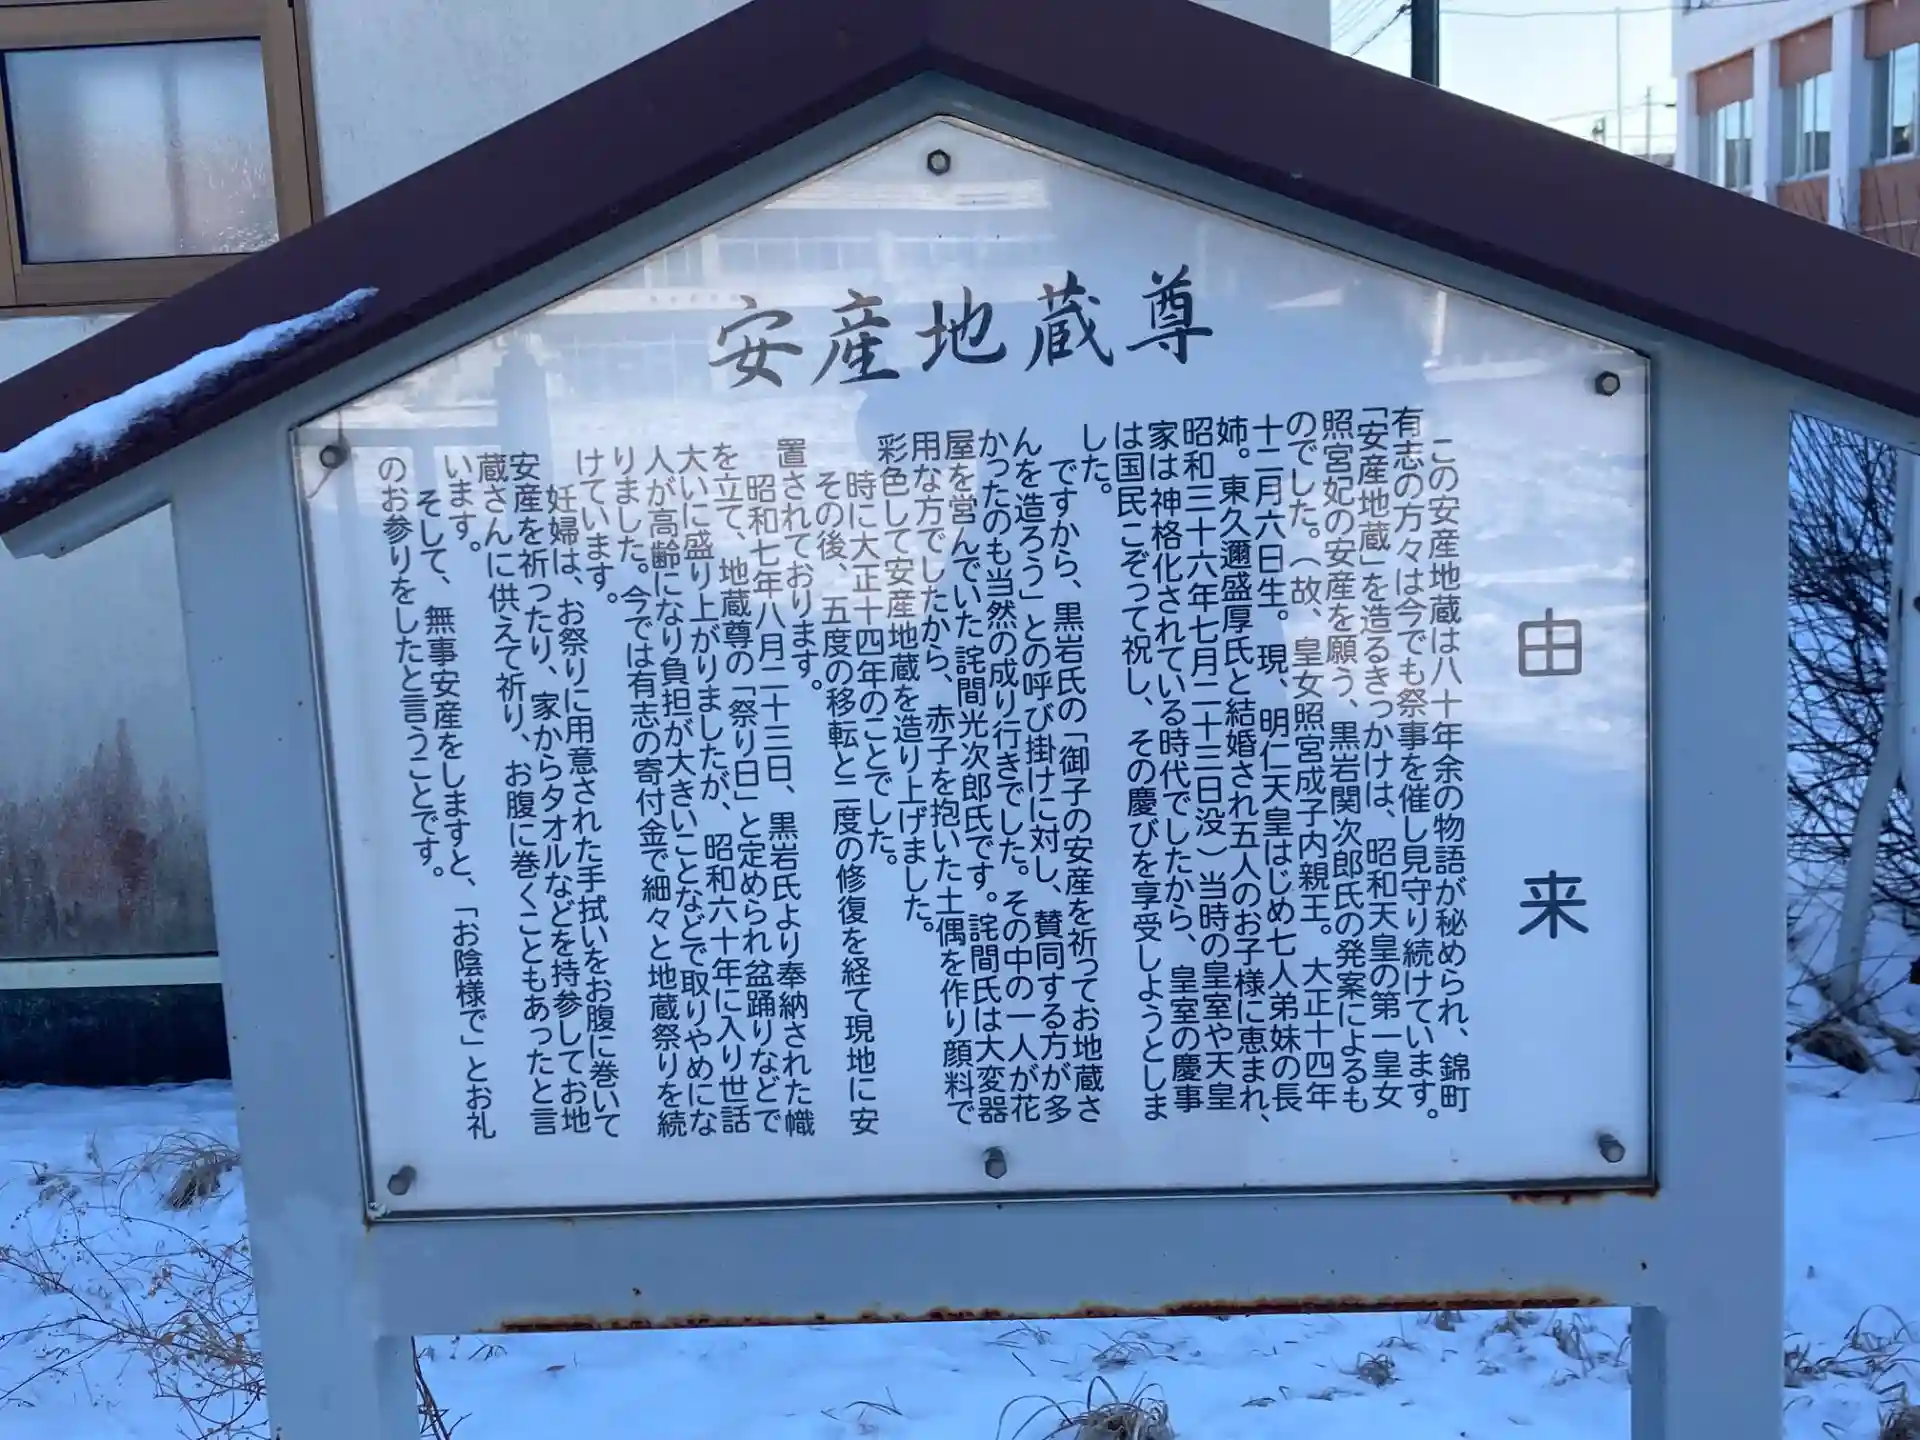 安産地蔵尊
由来
この安産地蔵は八十年余の物語が秘められ、錦町
有志の方々は今でも祭事を催し見守り続けています。
「安産地蔵」を造るきっかけは、昭和天皇の第一皇女
照宮妃の安産を願う、黒岩関次郎氏の発案によるも
のでした。(故、皇女照宮成子内親王。大正十四年
十二月六日生。現、明仁天皇はじめ七人弟妹の長
姉。東久邇盛厚氏と結婚され五人のお子様に恵まれ、
昭和三十六年七月二十三日没)当時の皇室や天皇
家は神格化されている時代でしたから、皇室の慶事
は国民こぞって祝し、その慶びを享受しようとしま
した。
ですから、黒岩氏の「御子の安産を祈ってお地蔵さ
んを造ろう」との呼び掛けに対し、賛同する方が多
かったのも当然の成り行きでした。その中の一人が花
屋を営んでいた詫間光次郎氏です。詫間氏は大変器
用な方でしたから、赤子を抱いた土偶を作り顔料で
彩色して安産地蔵を造り上げました。
時に大正十四年のことでした。
その後、五度の移転と二度の修復を経て現地に安
置されております。
昭和七年八月二十三日、黒岩氏より奉納された幟
を立て、地蔵尊の「祭り日」と定められ盆踊りなどで
大いに盛り上がりましたが、昭和六十年に入り世話
人が高齢になり負担が大きいことなどで取りやめにな
りました。今では有志の寄付金で細々と地蔵祭りを続
けています。
妊婦は、お祭りに用意された手拭いをお腹に巻いて
安産を祈ったり、家からタオルなどを持参してお地
蔵さんに供えて祈り、お腹に巻くこともあったと言
います。
そして、無事安産をしますと、「お陰様で」とお礼
のお参りをしたと言うことです。